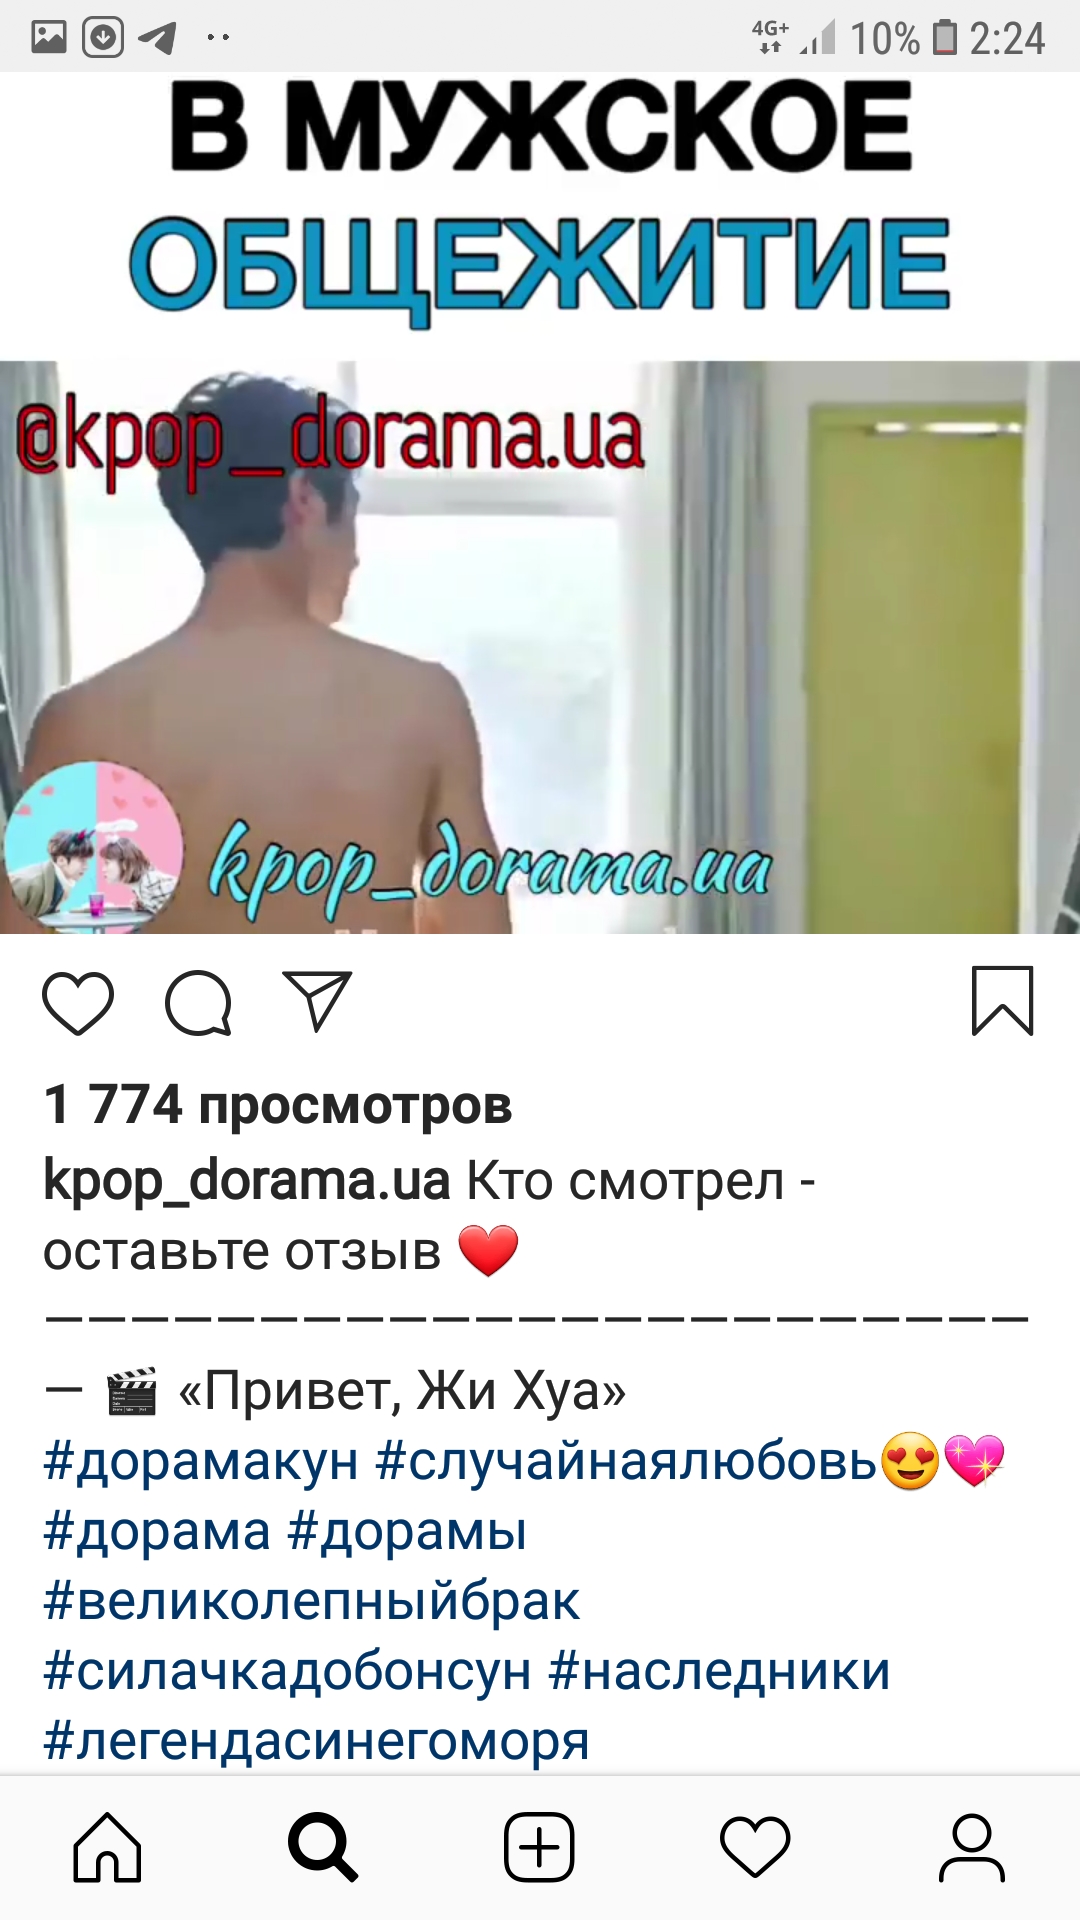 4G+ 10% 2:24
В МУЖСКОЕ
ОБЩЕЖИТИЕ
@kpop_dorama.ua
kpop_dorama.ua
1 774 просмотров
kpop_dorama.ua Кто смотрел -
оставьте отзыв ❤️
———————————————————————
— 🎬 «Привет, Жи Хуа»
#дорамакун #случайнаялюбовь😍💖
#дорама #дорамы
#великолепныйбрак
#силачкадобонсун #наследники
#легендасинегоморя